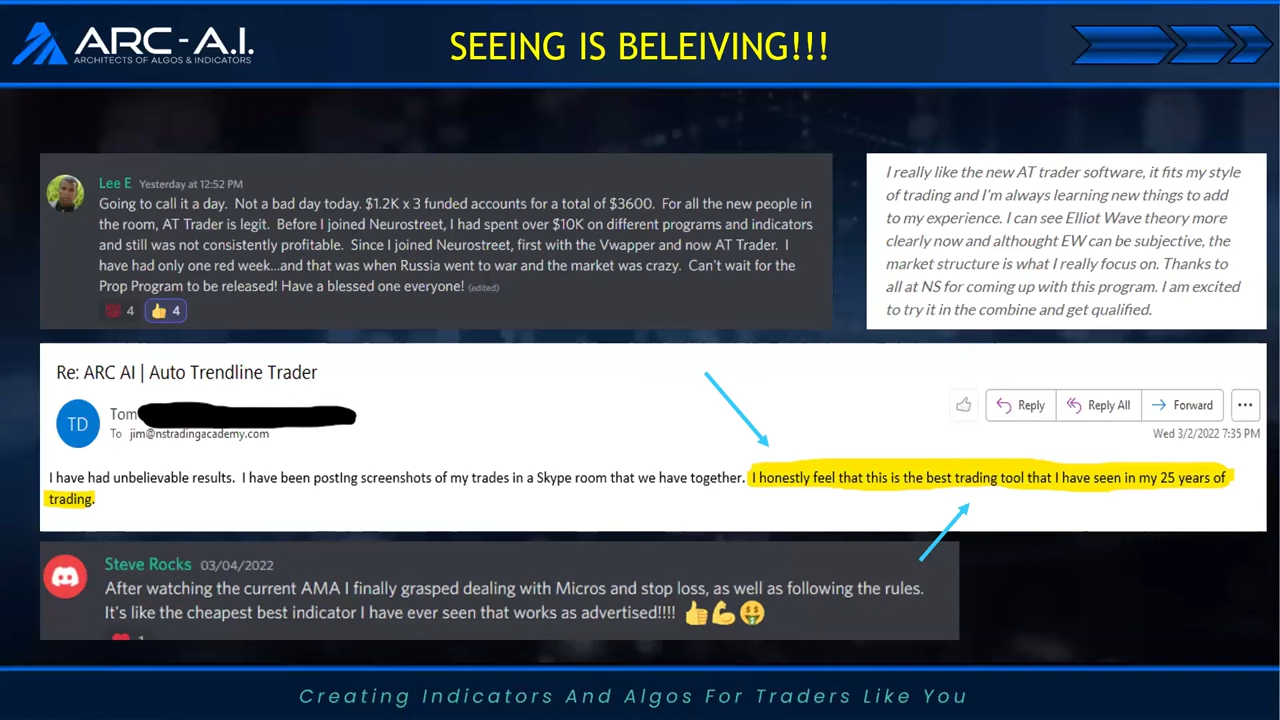 ARC - A.I.
ARCHITECTS OF ALGOS & INDICATORS
SEEING IS BELEIVING!!!
Lee E Yesterday at 12:52 PM
Going to call it a day. Not a bad day today. $1.2K x 3 funded accounts for a total of $3600. For all the new people in
the room, AT Trader is legit. Before I joined Neurostreet, I had spent over $10K on different programs and indicators
and still was not consistently profitable. Since I joined Neurostreet, first with the Vwapper and now AT Trader. I
have had only one red week...and that was when Russia went to war and the market was crazy. Can't wait for the
Prop Program to be released! Have a blessed one everyone! (edited)
4 4
I really like the new AT trader software, it fits my style
of trading and I'm always learning new things to add
to my experience. I can see Elliot Wave theory more
clearly now and althought EW can be subjective, the
market structure is what I really focus on. Thanks to
all at NS for coming up with this program. I am excited
to try it in the combine and get qualified.
Re: ARC AI | Auto Trendline Trader
TD
Tom
To jim@nstradingacademy.com
Reply Reply All Forward ...
Wed 3/2/2022 7:35 PM
I have had unbelievable results. I have been postIng screenshots of my trades in a Skype room that we have together. I honestly feel that this is the best trading tool that I have seen in my 25 years of
trading.
Steve Rocks 03/04/2022
After watching the current AMA I finally grasped dealing with Micros and stop loss, as well as following the rules.
It's like the cheapest best indicator I have ever seen that works as advertised!!!! 👍💪🤑
Creating Indicators And Algos For Traders Like You